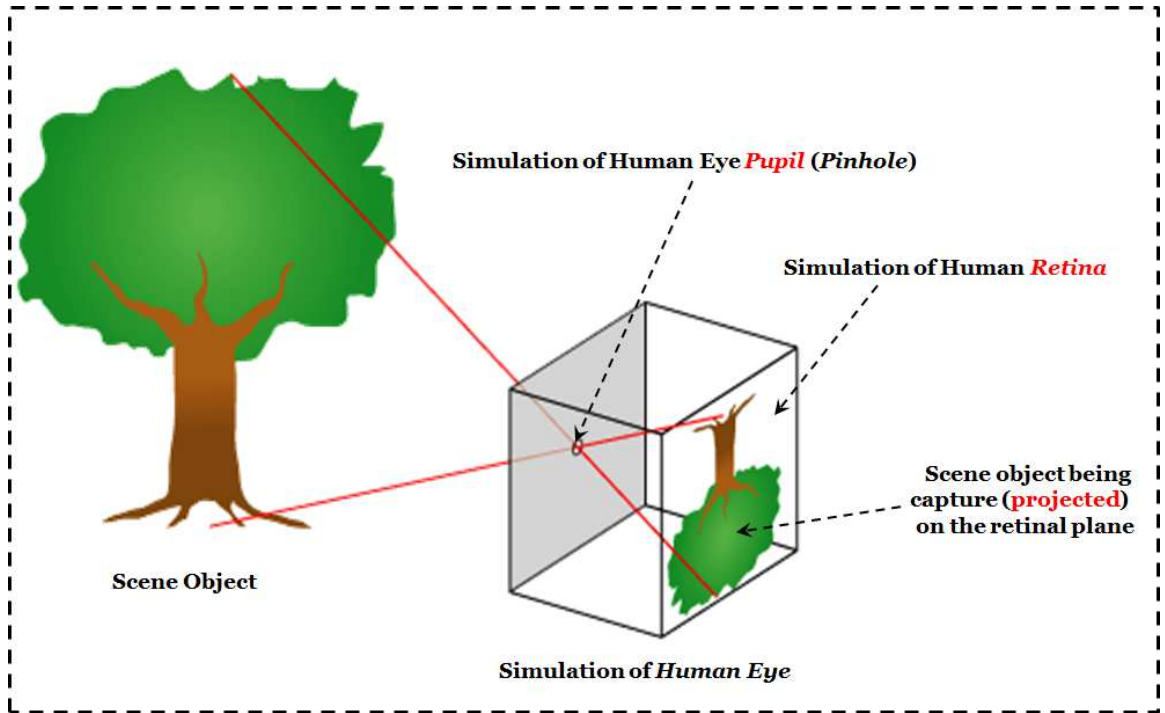 Simulation of Human Eye Pupil (Pinhole)
Simulation of Human Retina
Scene object being
capture (projected)
on the retinal plane
Scene Object
Simulation of Human Eye